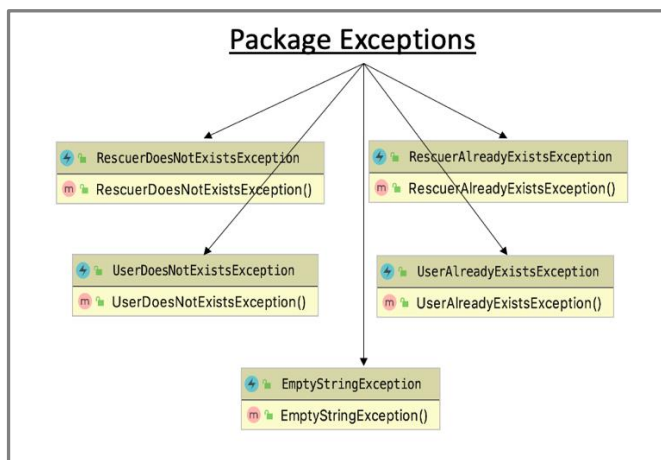 Package Exceptions
RescuerDoesNotExistsException
RescuerDoesNotExistsException()
RescuerAlreadyExistsException
RescuerAlreadyExistsException()
UserDoesNotExistsException
UserDoesNotExistsException()
UserAlreadyExistsException
UserAlreadyExistsException()
EmptyStringException
EmptyStringException()